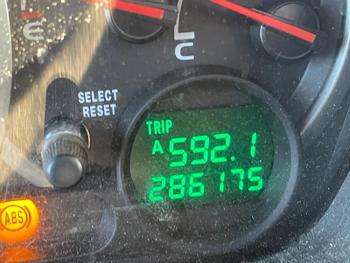 E
C
SELECT
RESET
TRIP
A 592.1
286175
ABS